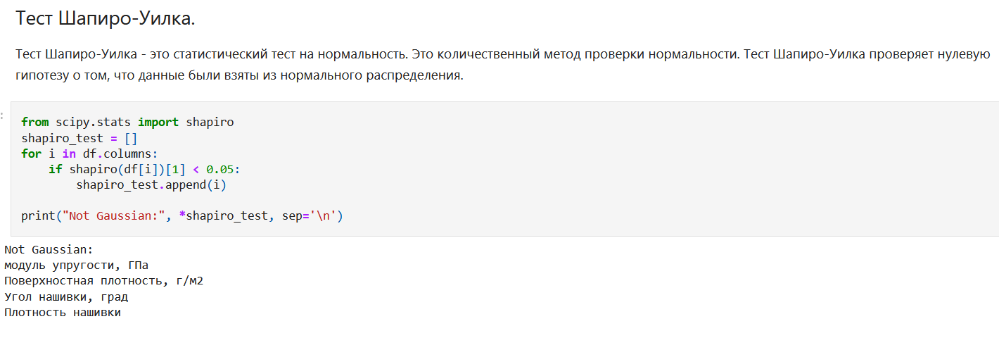 Тест Шапиро-Уилка.
Тест Шапиро-Уилка - это статистический тест на нормальность. Это количественный метод проверки нормальности. Тест Шапиро-Уилка проверяет нулевую
гипотезу о том, что данные были взяты из нормального распределения.
:
from scipy.stats import shapiro
shapiro_test = []
for i in df.columns:
    if shapiro(df[i])[1] < 0.05:
        shapiro_test.append(i)
print("Not Gaussian:", *shapiro_test, sep='\n')
Not Gaussian:
модуль упругости, ГПа
Поверхностная плотность, г/м2
Угол нашивки, град
Плотность нашивки